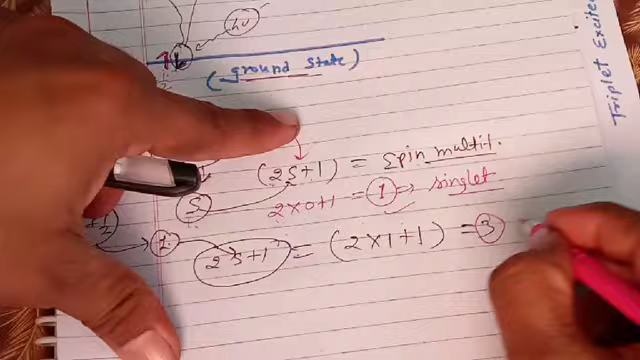 hν
(ground state)
Triplet Excite
(2S+1) = spin multi
S
2×0+1 = 1 → singlet
1
2S+1 = (2×1+1) = 3